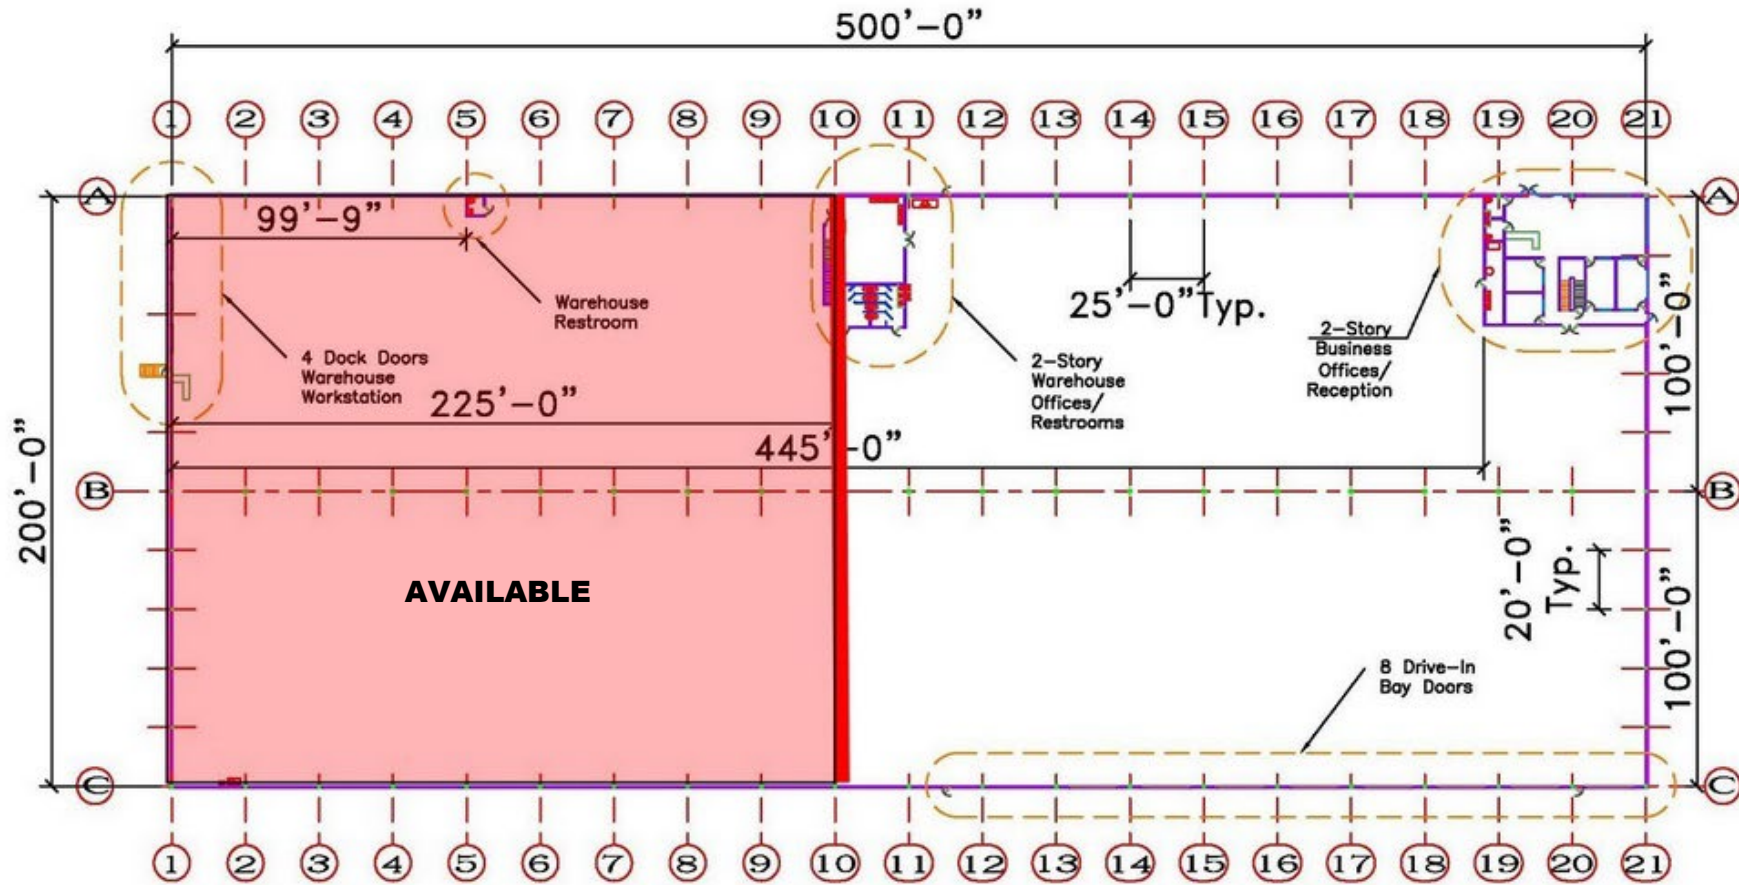 500'-0"
1 2 3 4 5 6 7 8 9 10 11 12 13 14 15 16 17 18 19 20 21
A
A
99'-9"
Warehouse
Restroom
4 Dock Doors
Warehouse
Workstation
225'-0"
445'-0"
2-Story
Warehouse
Offices/
Restrooms
25'-0" Typ.
2-Story
Business
Offices/
Reception
100'-0"
200'-0"
B
B
AVAILABLE
20'-0"
Typ.
100'-0"
8 Drive-In
Bay Doors
C
C
1 2 3 4 5 6 7 8 9 10 11 12 13 14 15 16 17 18 19 20 21